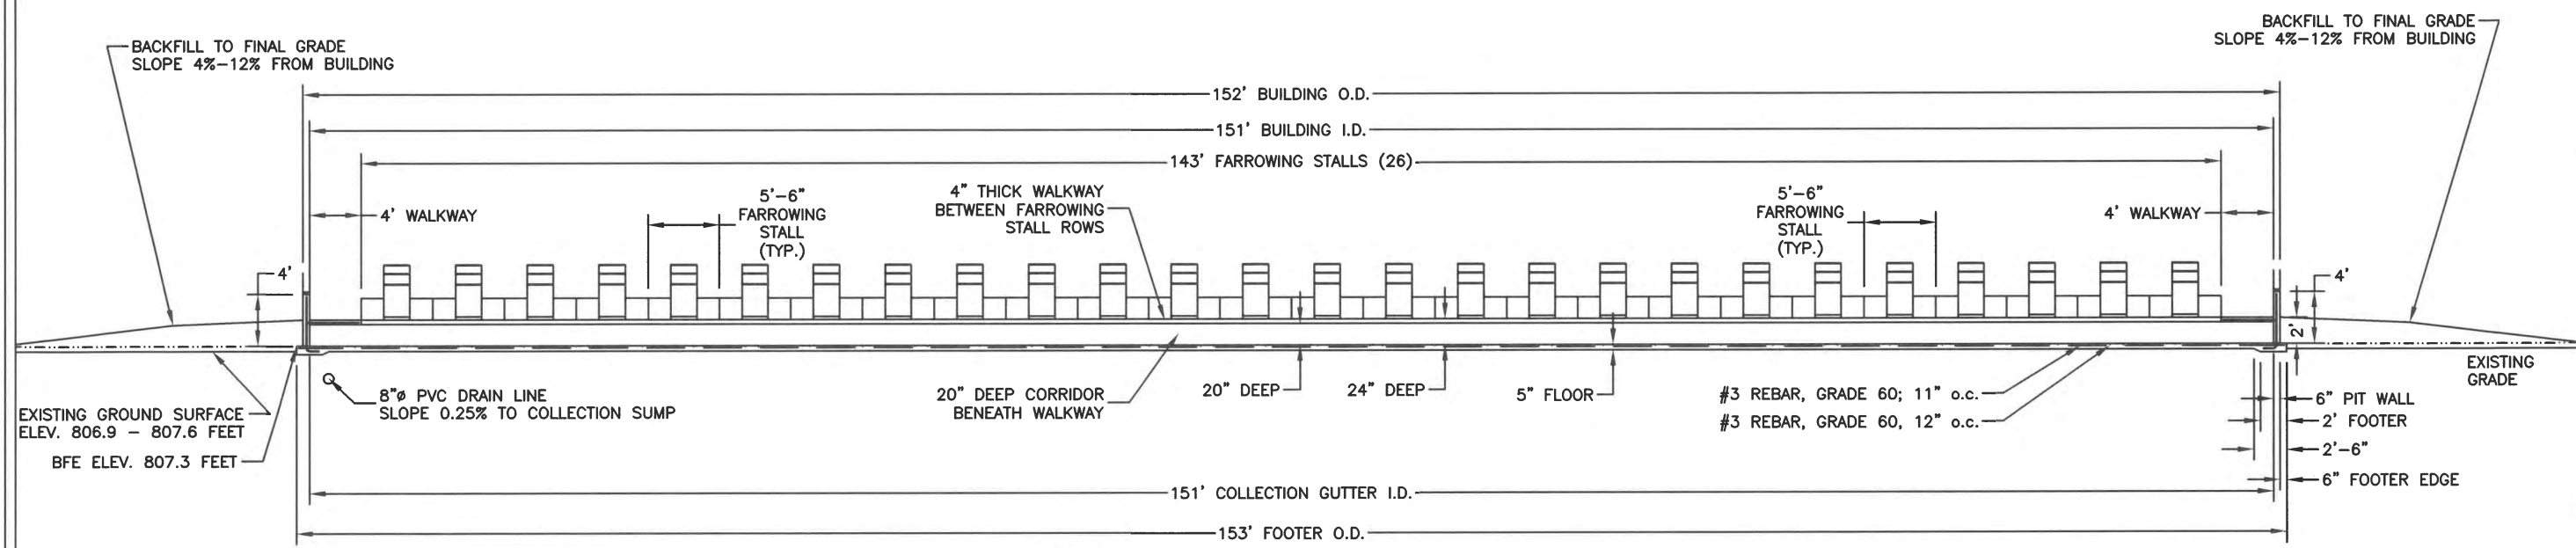 BACKFILL TO FINAL GRADE
SLOPE 4%-12% FROM BUILDING
BACKFILL TO FINAL GRADE
SLOPE 4%-12% FROM BUILDING
152' BUILDING O.D.
151' BUILDING I.D.
143' FARROWING STALLS (26)
4' WALKWAY
5'-6"
FARROWING
STALL
(TYP.)
4" THICK WALKWAY
BETWEEN FARROWING
STALL ROWS
5'-6"
FARROWING
STALL
(TYP.)
4' WALKWAY
4'
4'
2'
EXISTING
GRADE
EXISTING GROUND SURFACE
ELEV. 806.9 - 807.6 FEET
BFE ELEV. 807.3 FEET
8"ø PVC DRAIN LINE
SLOPE 0.25% TO COLLECTION SUMP
20" DEEP CORRIDOR
BENEATH WALKWAY
20" DEEP
24" DEEP
5" FLOOR
#3 REBAR, GRADE 60; 11" o.c.
#3 REBAR, GRADE 60, 12" o.c.
6" PIT WALL
2' FOOTER
2'-6"
6" FOOTER EDGE
151' COLLECTION GUTTER I.D.
153' FOOTER O.D.